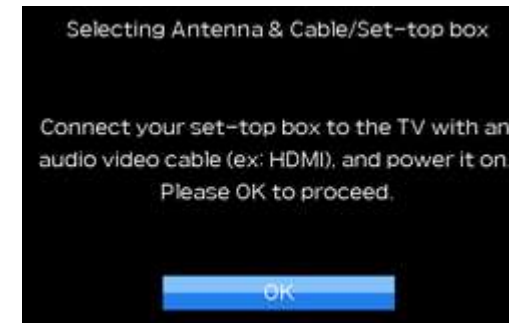 Selecting Antenna & Cable/Set-top box
Connect your set-top box to the TV with an
audio video cable (ex: HDMI), and power it on.
Please OK to proceed.
OK